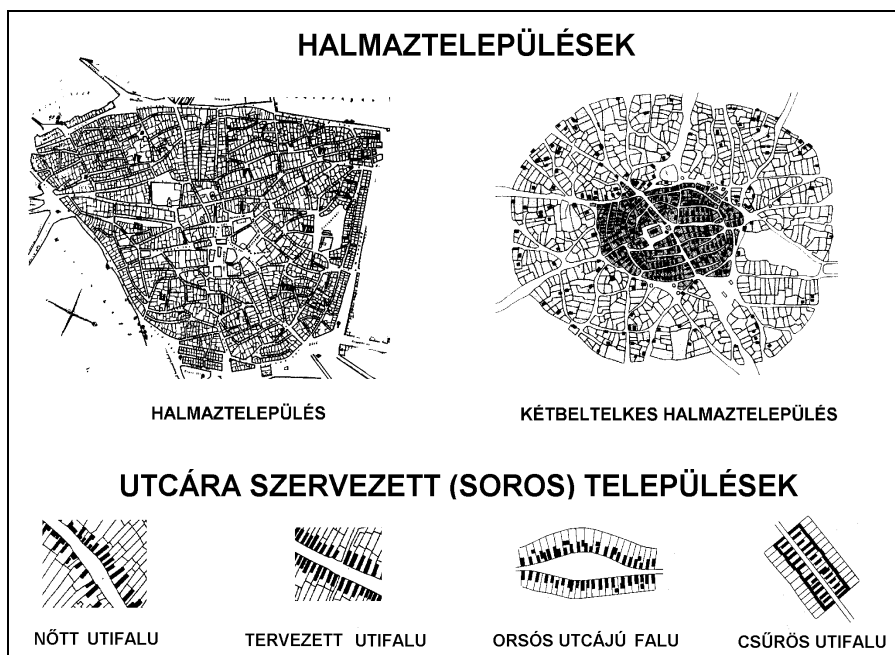 HALMAZTELEPÜLÉSEK
HALMAZTELEPÜLÉS
KÉTBELTELKES HALMAZTELEPÜLÉS
UTCÁRA SZERVEZETT (SOROS) TELEPÜLÉSEK
NŐTT UTIFALU
TERVEZETT UTIFALU
ORSÓS UTCÁJÚ FALU
CSŰRÖS UTIFALU